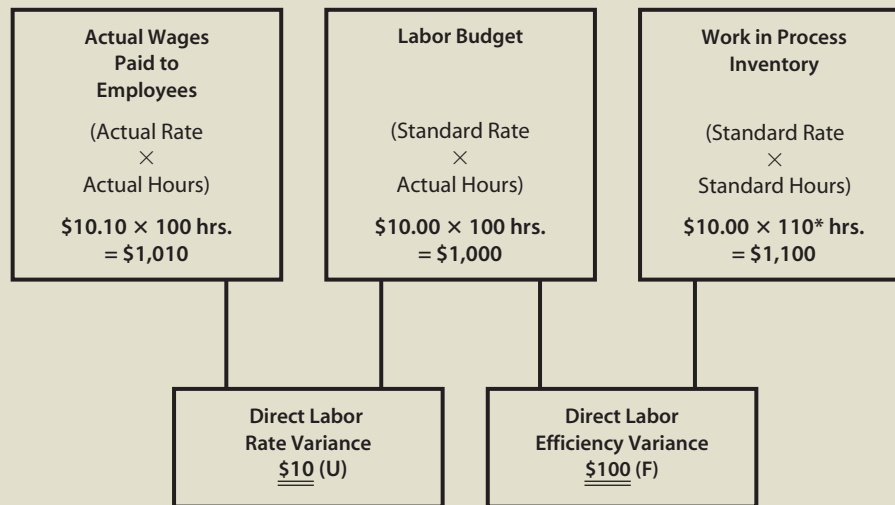 Actual Wages
Paid to
Employees
(Actual Rate
×
Actual Hours)
$10.10 × 100 hrs.
= $1,010
Labor Budget
(Standard Rate
×
Actual Hours)
$10.00 × 100 hrs.
= $1,000
Work in Process
Inventory
(Standard Rate
×
Standard Hours)
$10.00 × 110* hrs.
= $1,100
Direct Labor
Rate Variance
$10 (U)
Direct Labor
Efficiency Variance
$100 (F)